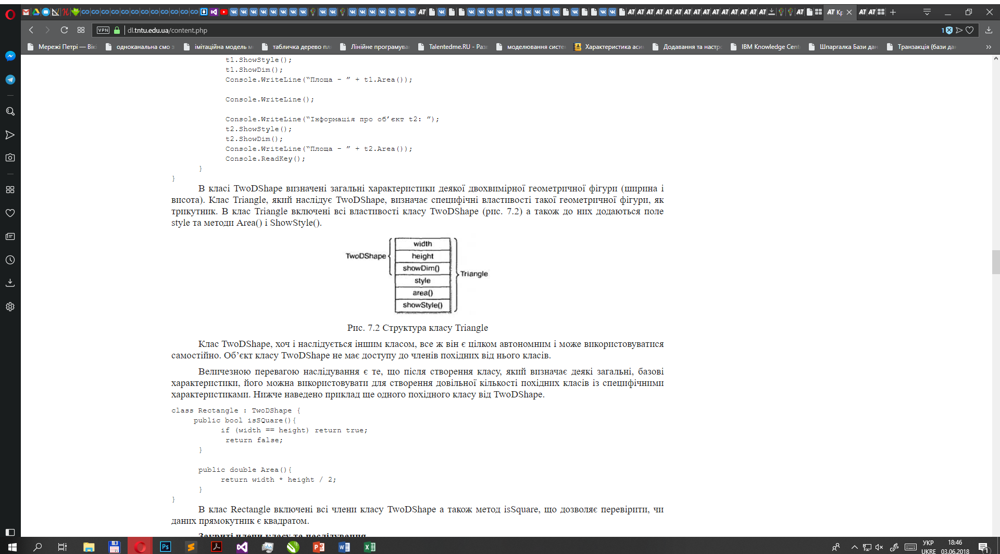 Кр
VPN
dl.tntu.edu.ua/content.php
1
Мережі Петрі — Вікі
одноканальна смо з
імітаційна модель м
табличка дерево пл
Лінійне програмува
Talentedme.RU - Раз
моделювання систе
Характеристика аси
Додавання та настро
IBM Knowledge Cent
Шпаргалка Бази дан
Транзакція (бази да
t1.ShowStyle();
t1.ShowDim();
Console.WriteLine(“Площа – ” + t1.Area());
Console.WriteLine();
Console.WriteLine(“Інформація про об’єкт t2: ”);
t2.ShowStyle();
t2.ShowDim();
Console.WriteLine(“Площа – ” + t2.Area());
Console.ReadKey();
}
}
В класі TwoDShape визначені загальні характеристики деякої двохвимірної геометричної фігури (ширина і
висота). Клас Triangle, який наслідує TwoDShape, визначає специфічні властивості такої геометричної фігури, як
трикутник. В клас Triangle включені всі властивості класу TwoDShape (рис. 7.2) а також до них додаються поле
style та методи Area() і ShowStyle().
width
TwoDShape
height
showDim()
Triangle
style
area()
showStyle()
Рис. 7.2 Структура класу Triangle
Клас TwoDShape, хоч і наслідується іншим класом, все ж він є цілком автономним і може використовуватися
самостійно. Об’єкт класу TwoDShape не має доступу до членів похідних від нього класів.
Величезною перевагою наслідування є те, що після створення класу, який визначає деякі загальні, базові
характеристики, його можна використовувати для створення довільної кількості похідних класів із специфічними
характеристиками. Нижче наведено приклад ще одного похідного класу від TwoDShape.
class Rectangle : TwoDShape {
public bool isSQuare(){
if (width == height) return true;
return false;
}
public double Area(){
return width * height / 2;
}
}
В клас Rectangle включені всі члени класу TwoDShape а також метод isSquare, що дозволяє перевірити, чи
даних прямокутник є квадратом.
Закриті члени класу та наслідування
УКР
UKRE
18:46
03.06.2018
1